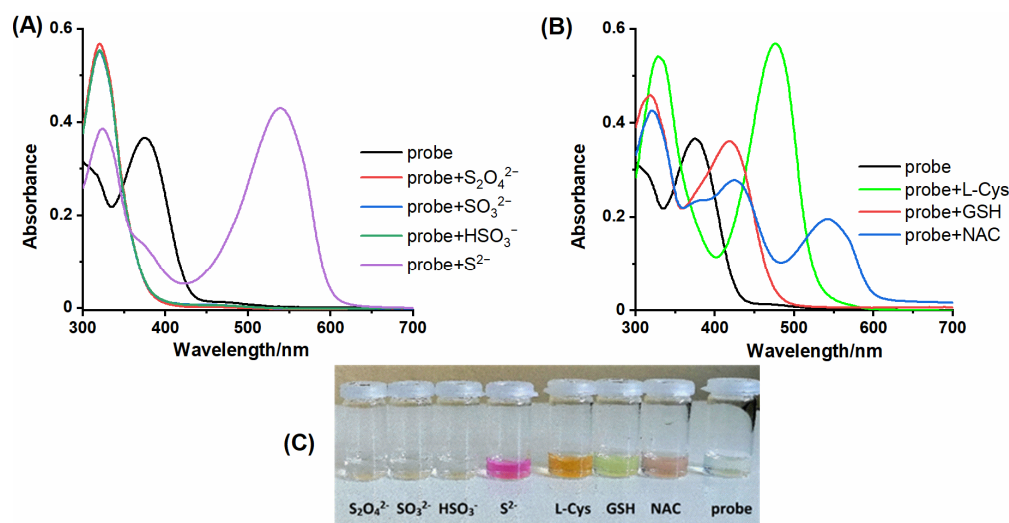 (A)
0.6
0.4
0.2
0
Absorbance
300
400
500
600
700
Wavelength/nm
probe
probe+S₂O₄²⁻
probe+SO₃²⁻
probe+HSO₃⁻
probe+S²⁻
(B)
0.6
0.4
0.2
0
Absorbance
300
400
500
600
700
Wavelength/nm
probe
probe+L-Cys
probe+GSH
probe+NAC
(C)
S₂O₄²⁻ SO₃²⁻ HSO₃⁻ S²⁻ L-Cys GSH NAC probe